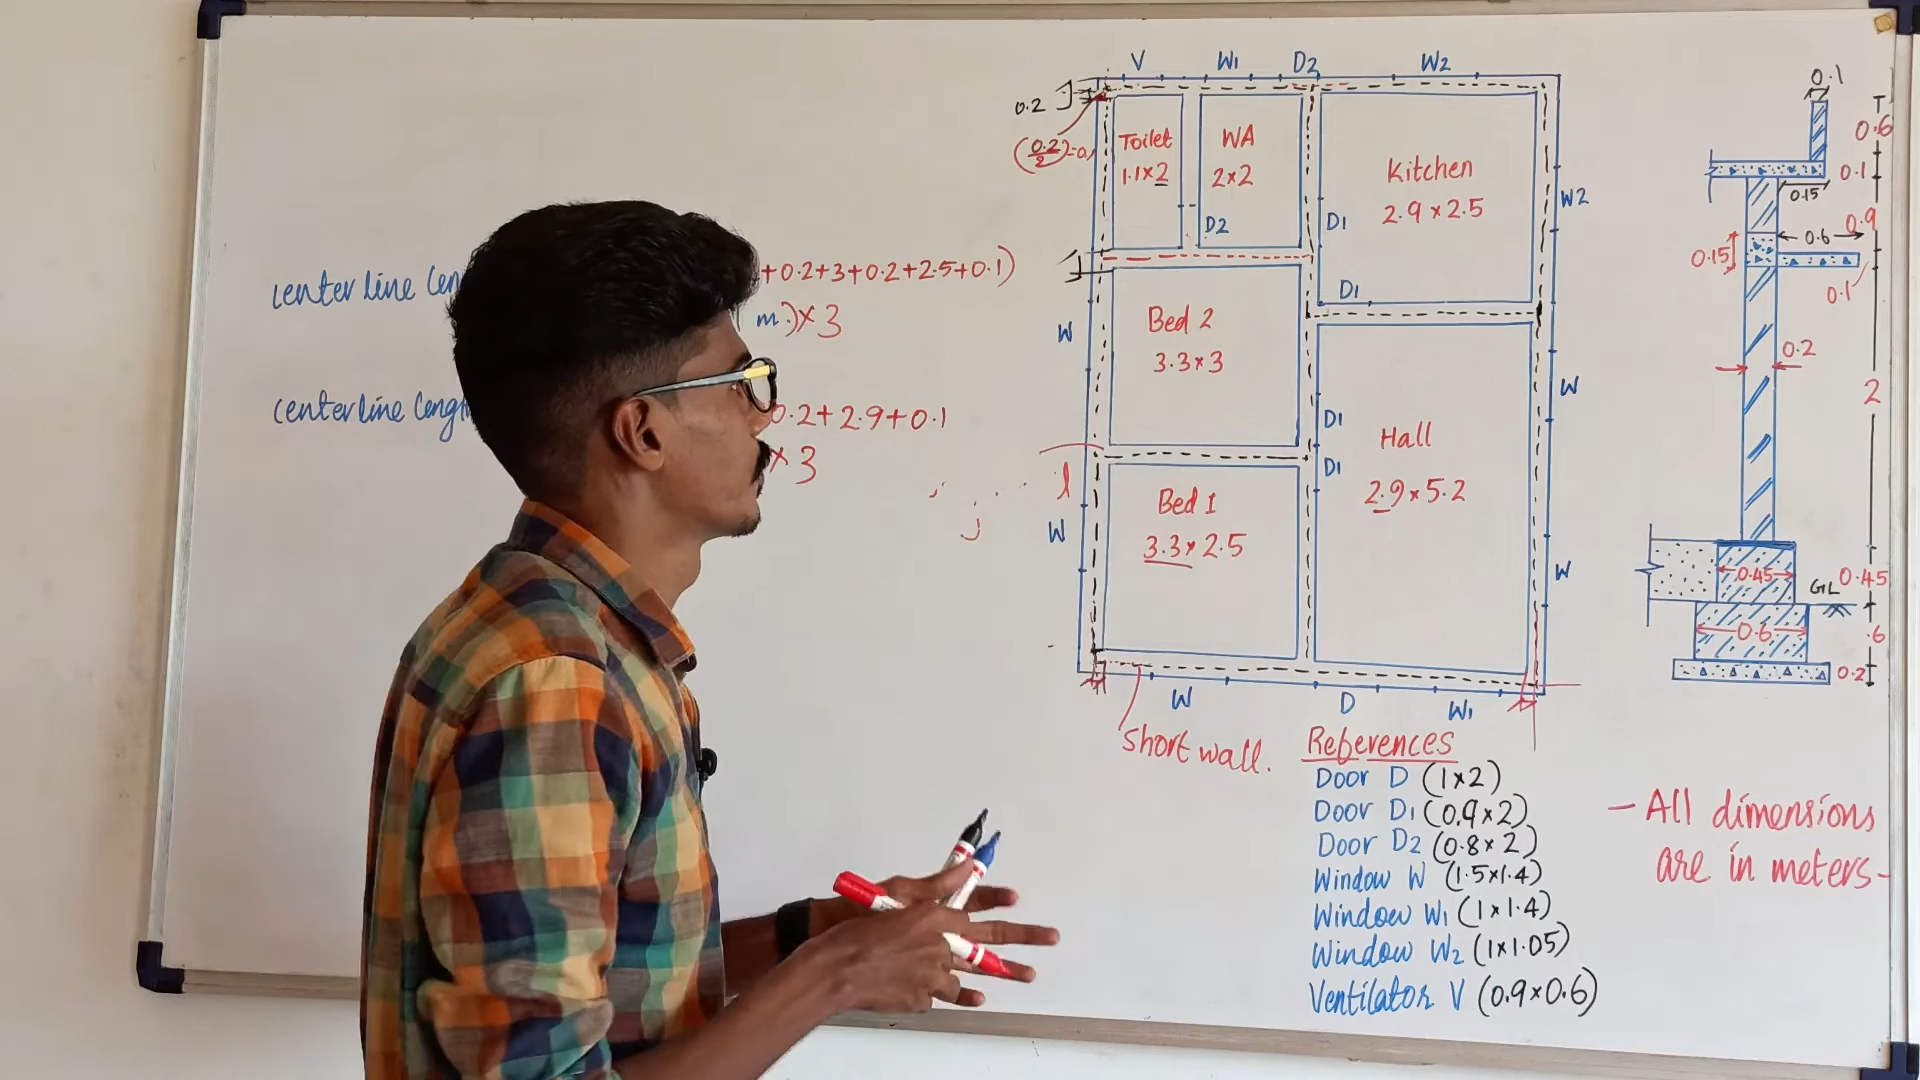 center line len
+0.2+3+0.2+2.5+0.1)
m.)×3
centerline leng
0.2+2.9+0.1
×3
V
W1
D2
W2
0.2
(0.2/2)=0.
Toilet
1.1×2
WA
2×2
D2
Kitchen
2.9×2.5
D1
D1
W2
Bed 2
3.3×3
W
D1
D1
Hall
2.9×5.2
W
l
Bed 1
3.3×2.5
W
W
W
D
W1
short wall.
0.1
T
0.6
0.1
0.15
0.9
0.6
0.15
0.1
0.2
2
0.45
GL
0.45
0.6
.6
0.2
References
Door D (1×2)
Door D1 (0.9×2)
Door D2 (0.8×2)
Window W (1.5×1.4)
Window W1 (1×1.4)
Window W2 (1×1.05)
Ventilator V (0.9×0.6)
- All dimensions
are in meters-